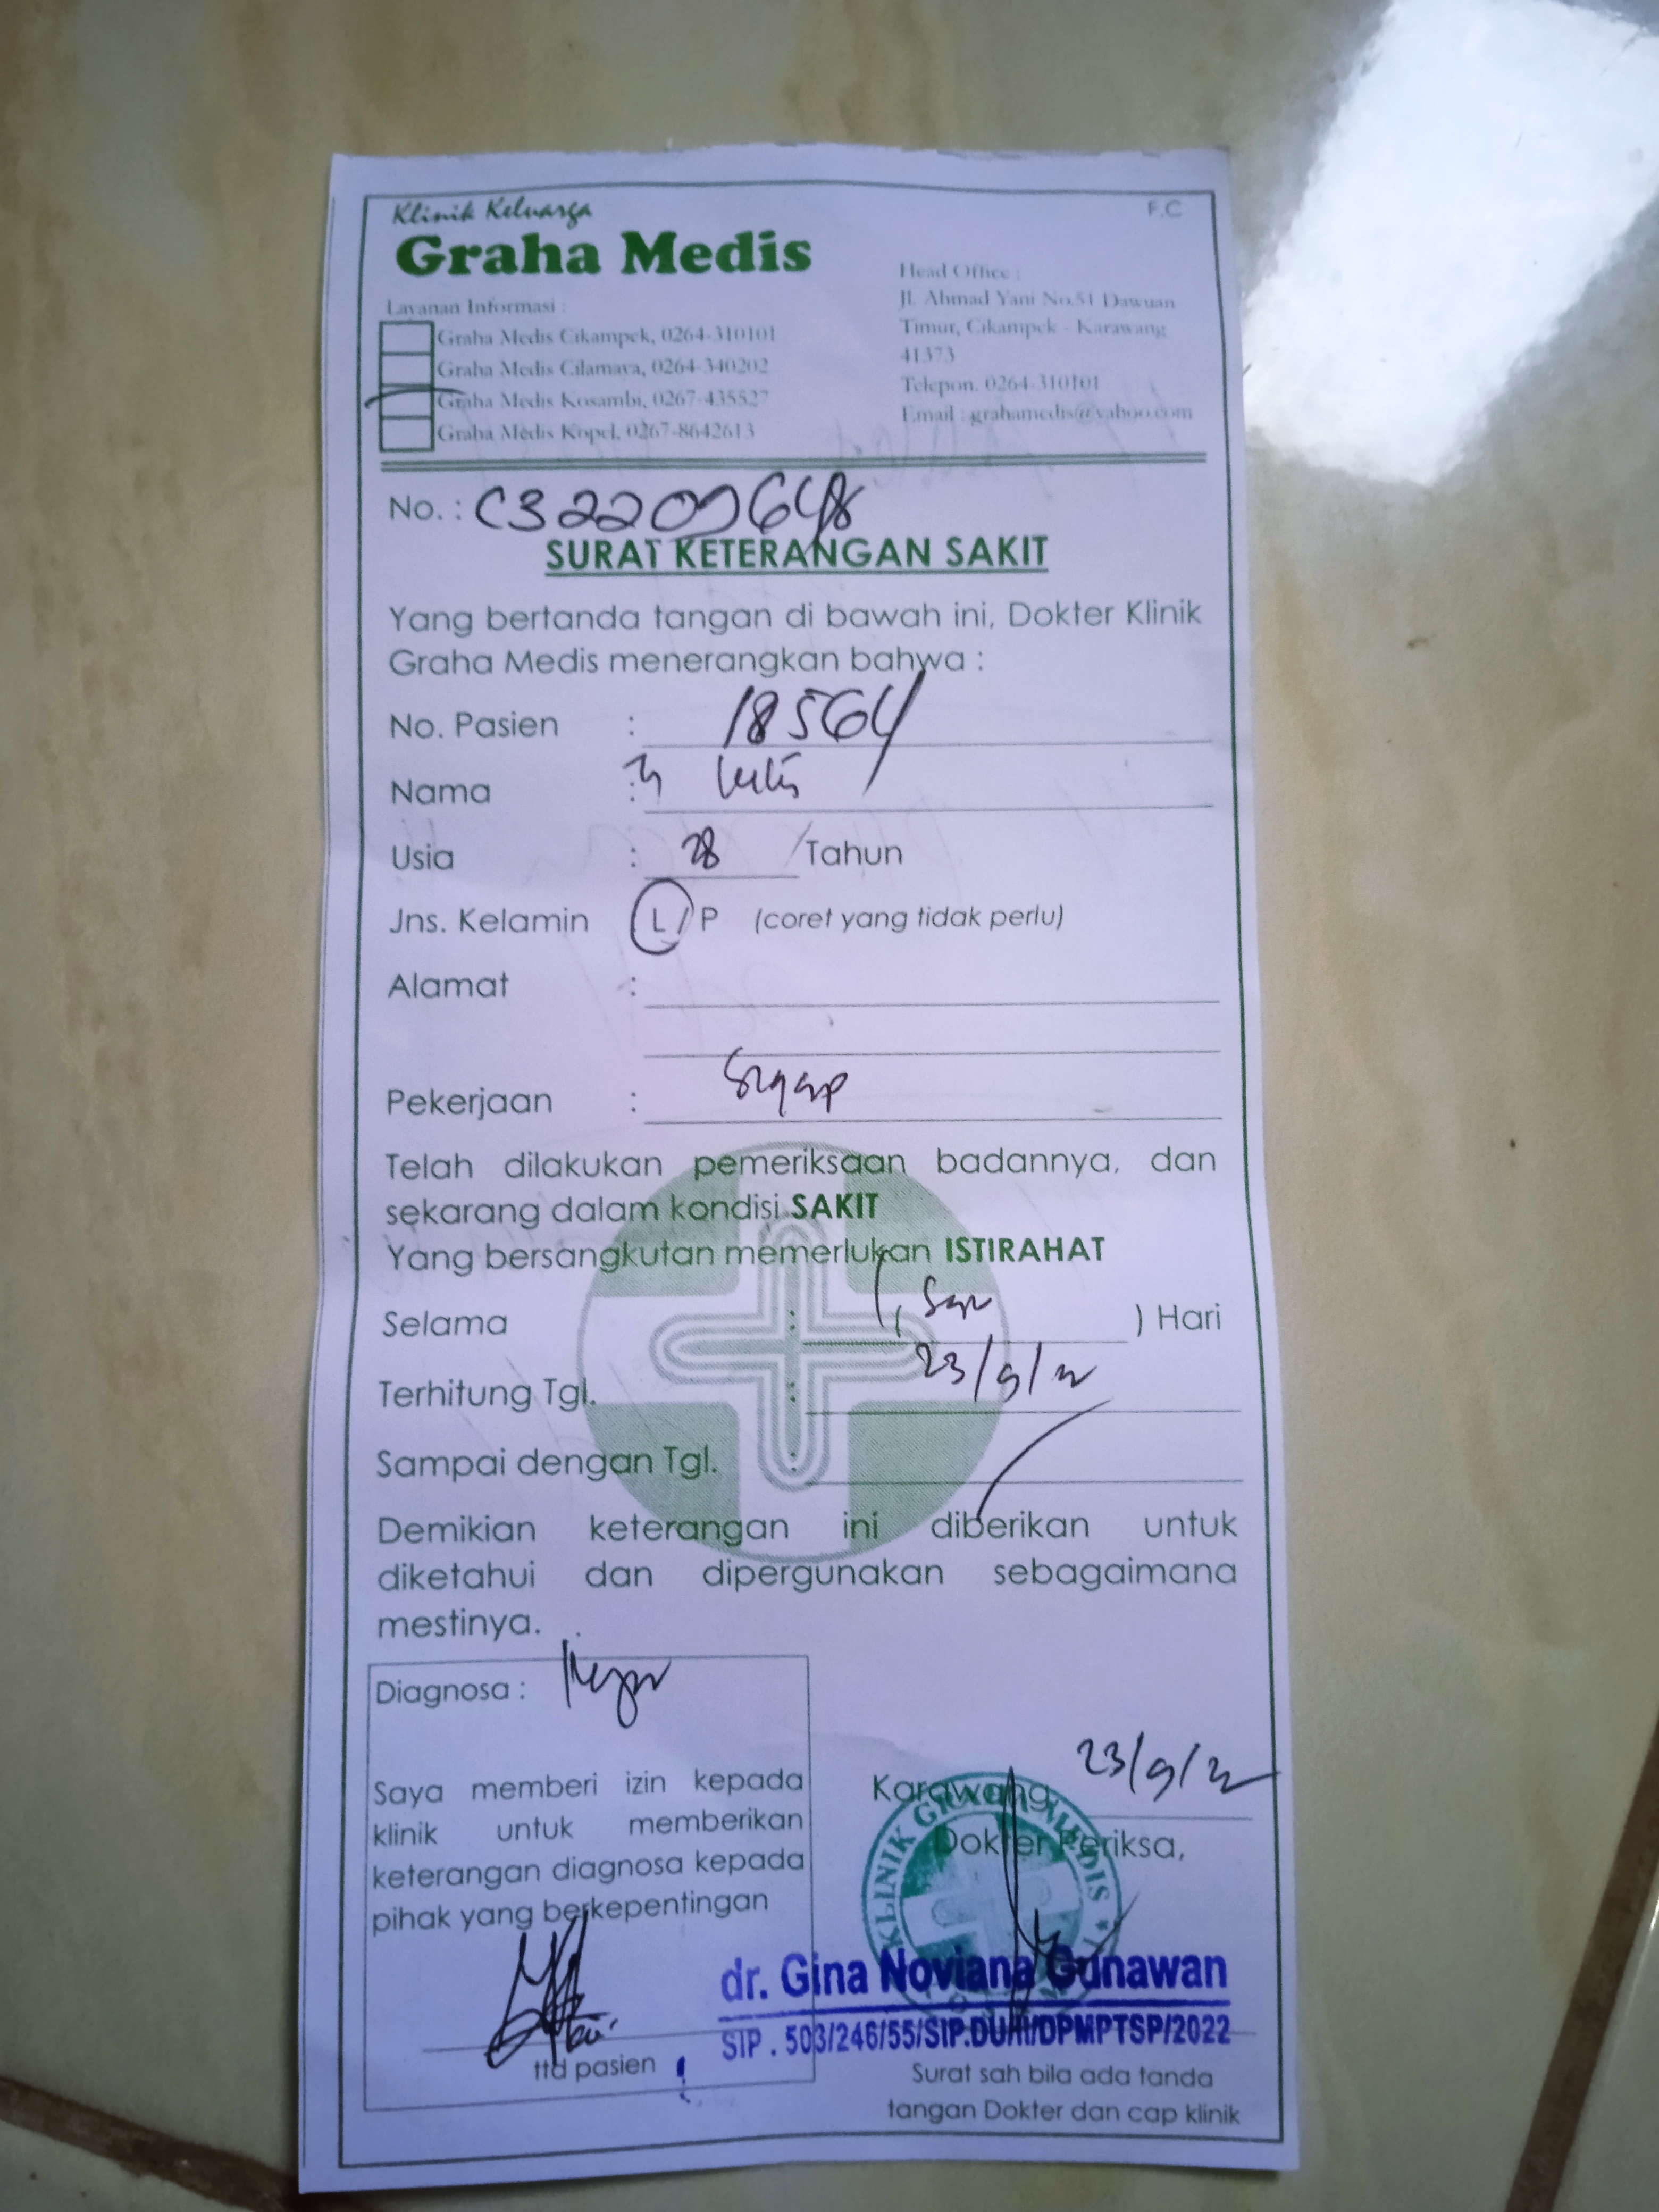 Klinik Keluarga
Graha Medis
F.C
Layanan Informasi :
Graha Medis Cikampek, 0264-310101
Graha Medis Cilamaya, 0264-340202
Graha Medis Kosambi, 0267-435527
Graha Medis Kopel, 0267-8642613
Head Office :
Jl. Ahmad Yani No.51 Dawuan
Timur, Cikampek - Karawang
41373
Telepon. 0264-310101
Email : grahamedis@yahoo.com
No. :
SURAT KETERANGAN SAKIT
Yang bertanda tangan di bawah ini, Dokter Klinik
Graha Medis menerangkan bahwa :
No. Pasien : 18564
Nama :
Usia : 28 Tahun
Jns. Kelamin L / P (coret yang tidak perlu)
Alamat :
Pekerjaan :
Telah dilakukan pemeriksaan badannya, dan
sekarang dalam kondisi SAKIT
Yang bersangkutan memerlukan ISTIRAHAT
Selama : 1 ( ) Hari
Terhitung Tgl. : 23/9/22
Sampai dengan Tgl. :
Demikian keterangan ini diberikan untuk
diketahui dan dipergunakan sebagaimana
mestinya.
Diagnosa :
Saya memberi izin kepada
klinik untuk memberikan
keterangan diagnosa kepada
pihak yang berkepentingan
ttd pasien
Karawang, 23/9/22
Dokter Periksa,
KLINIK GRAHA MEDIS
dr. Gina Noviana Gunawan
SIP . 503/246/55/SIP.DU/VI/DPMPTSP/2022
Surat sah bila ada tanda
tangan Dokter dan cap klinik